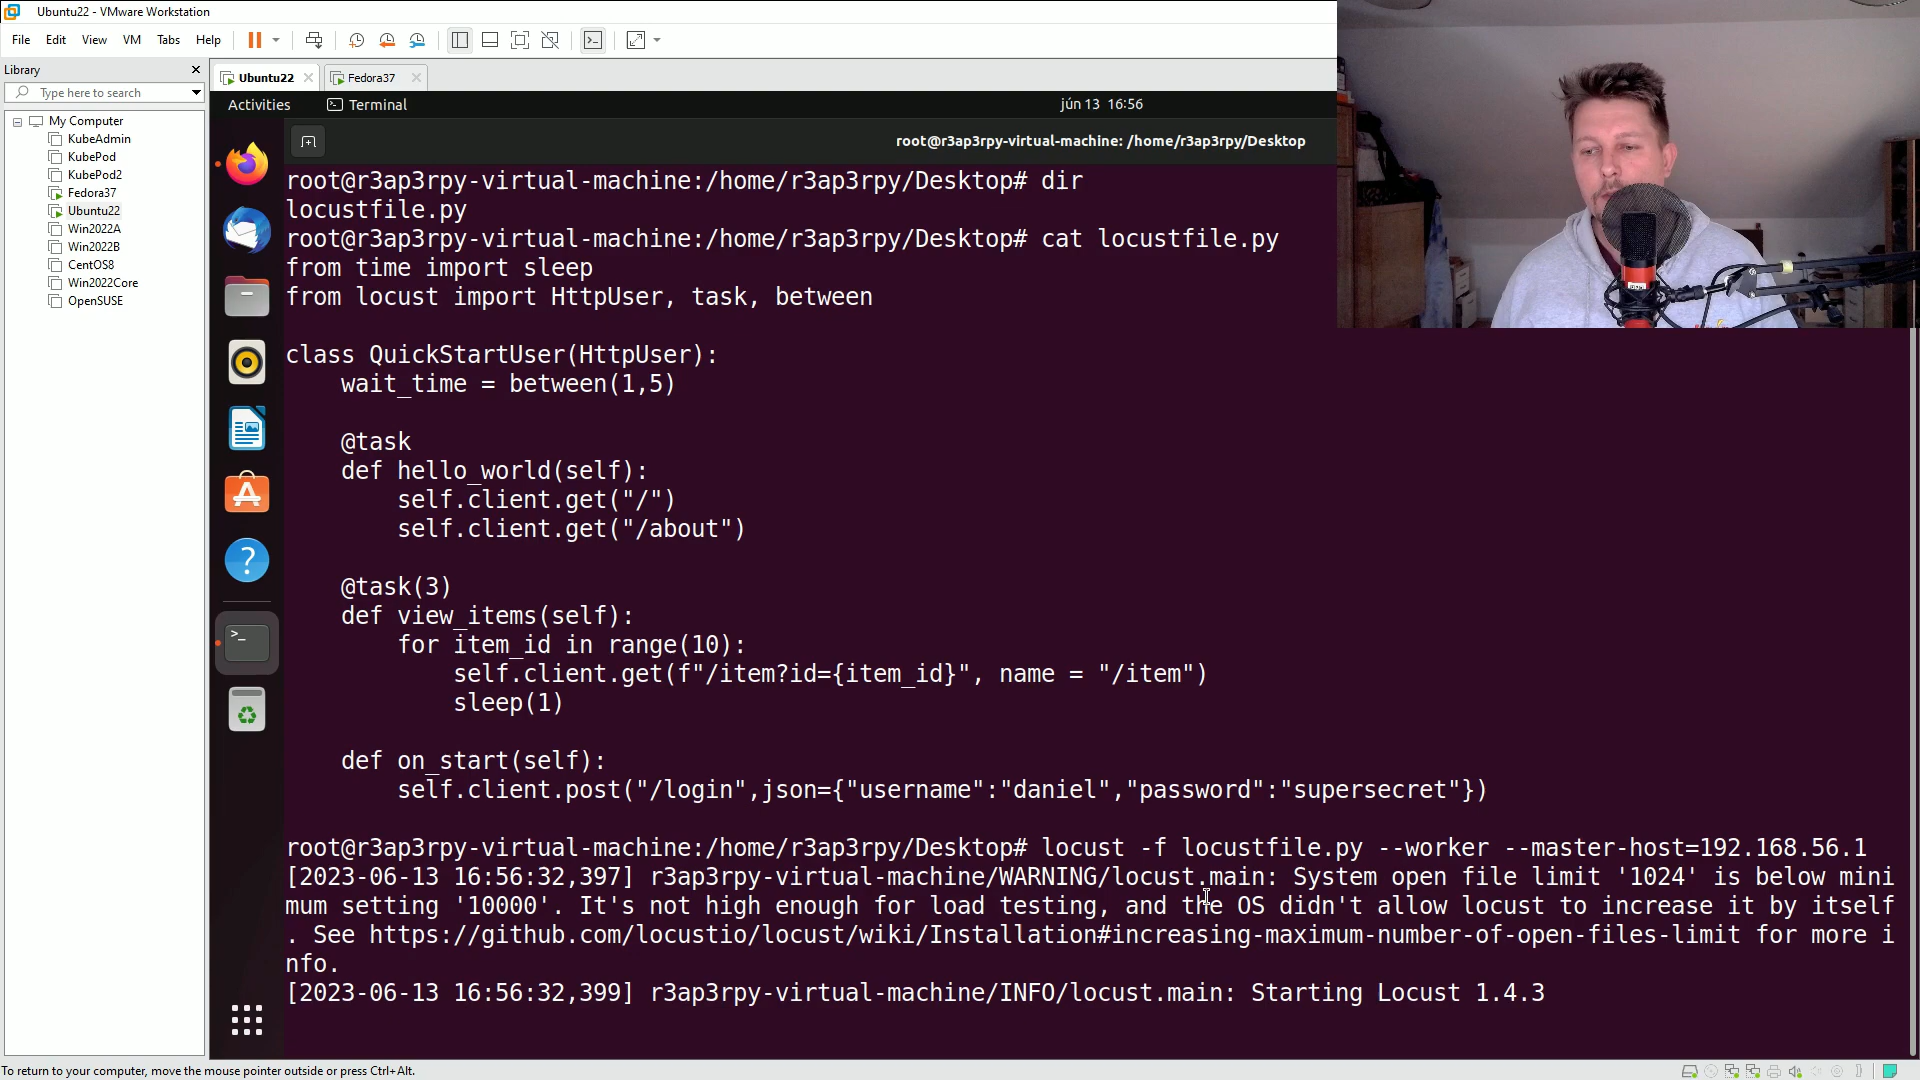 Ubuntu22 - VMware Workstation
File Edit View VM Tabs Help
Library
Type here to search
My Computer
KubeAdmin
KubePod
KubePod2
Fedora37
Ubuntu22
Win2022A
Win2022B
CentOS8
Win2022Core
OpenSUSE
Ubuntu22
Fedora37
Activities
Terminal
jún 13 16:56
root@r3ap3rpy-virtual-machine: /home/r3ap3rpy/Desktop
root@r3ap3rpy-virtual-machine:/home/r3ap3rpy/Desktop# dir
locustfile.py
root@r3ap3rpy-virtual-machine:/home/r3ap3rpy/Desktop# cat locustfile.py
from time import sleep
from locust import HttpUser, task, between
class QuickStartUser(HttpUser):
    wait_time = between(1,5)
    @task
    def hello_world(self):
        self.client.get("/")
        self.client.get("/about")
    @task(3)
    def view_items(self):
        for item_id in range(10):
            self.client.get(f"/item?id={item_id}", name = "/item")
            sleep(1)
    def on_start(self):
        self.client.post("/login",json={"username":"daniel","password":"supersecret"})
root@r3ap3rpy-virtual-machine:/home/r3ap3rpy/Desktop# locust -f locustfile.py --worker --master-host=192.168.56.1
[2023-06-13 16:56:32,397] r3ap3rpy-virtual-machine/WARNING/locust.main: System open file limit '1024' is below mini
mum setting '10000'. It's not high enough for load testing, and the OS didn't allow locust to increase it by itself
. See https://github.com/locustio/locust/wiki/Installation#increasing-maximum-number-of-open-files-limit for more i
nfo.
[2023-06-13 16:56:32,399] r3ap3rpy-virtual-machine/INFO/locust.main: Starting Locust 1.4.3
To return to your computer, move the mouse pointer outside or press Ctrl+Alt.